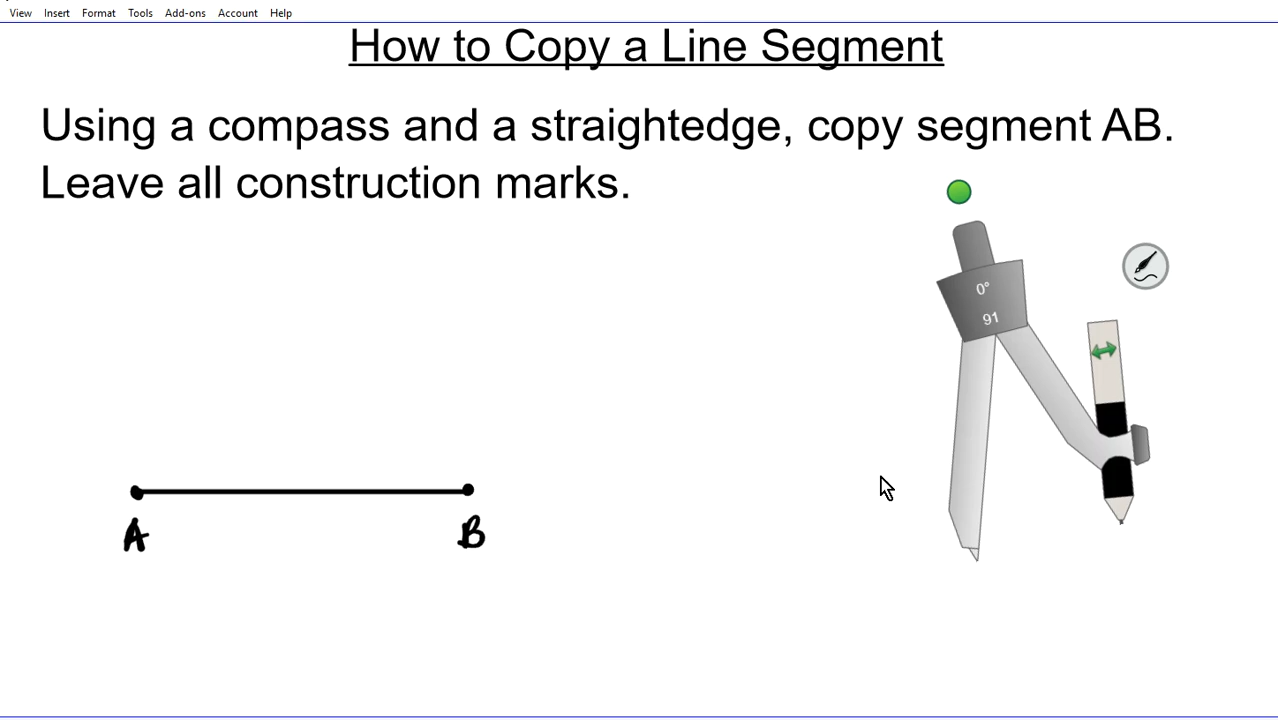 View Insert Format Tools Add-ons Account Help
How to Copy a Line Segment
Using a compass and a straightedge, copy segment AB.
Leave all construction marks.
0°
91
A B